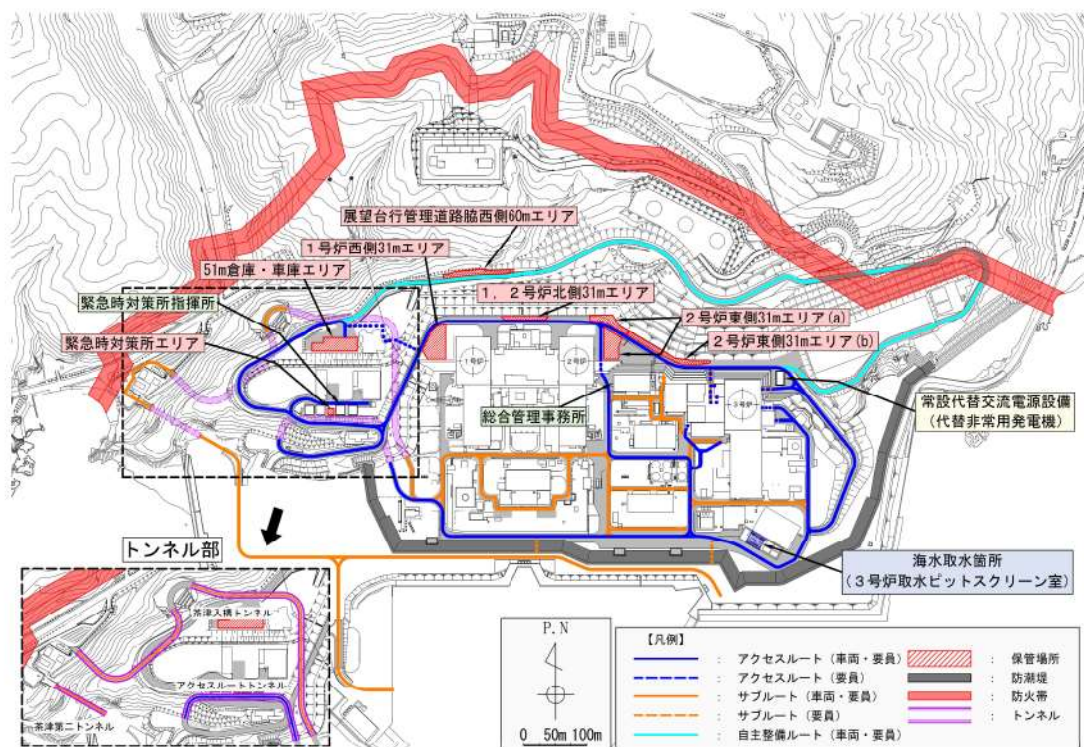 展望台行管理道路脇西側60mエリア
1号炉西側31mエリア
51m倉庫・車庫エリア
1，2号炉北側31mエリア
緊急時対策所指揮所
2号炉東側31mエリア(a)
緊急時対策所エリア
2号炉東側31mエリア(b)
1号炉
2号炉
3号炉
総合管理事務所
常設代替交流電源設備
(代替非常用発電機)
海水取水箇所
(3号炉取水ピットスクリーン室)
トンネル部
茶津入構トンネル
アクセスルートトンネル
茶津第二トンネル
P.N
0 50m 100m
【凡例】
： アクセスルート（車両・要員）
： アクセスルート（要員）
： サブルート（車両・要員）
： サブルート（要員）
： 自主整備ルート（車両・要員）
： 保管場所
： 防潮堤
： 防火帯
： トンネル